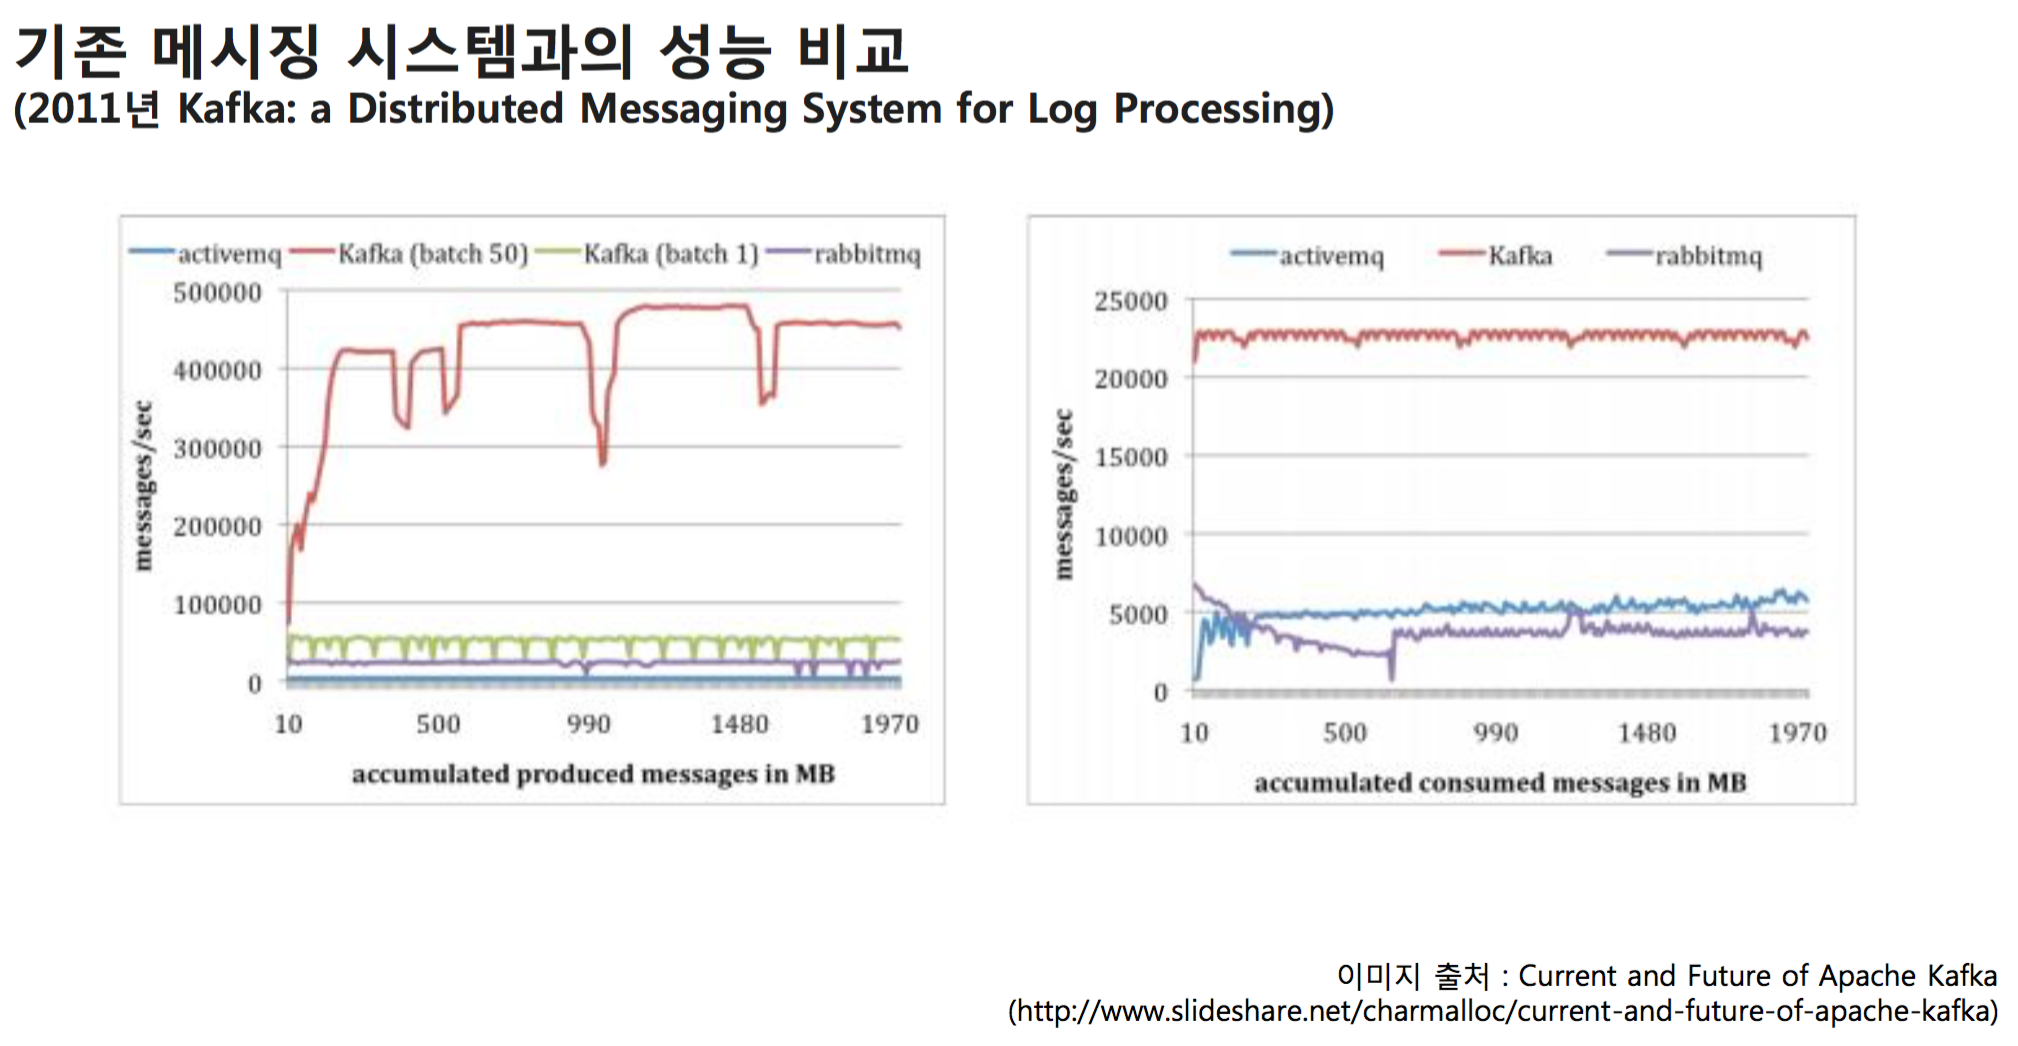 기존 메시징 시스템과의 성능 비교
(2011년 Kafka: a Distributed Messaging System for Log Processing)
activemq Kafka (batch 50) Kafka (batch 1) rabbitmq
500000
400000
300000
200000
100000
0
messages/sec
10 500 990 1480 1970
accumulated produced messages in MB
activemq Kafka rabbitmq
25000
20000
15000
10000
5000
0
messages/sec
10 500 990 1480 1970
accumulated consumed messages in MB
이미지 출처 : Current and Future of Apache Kafka
(http://www.slideshare.net/charmalloc/current-and-future-of-apache-kafka)